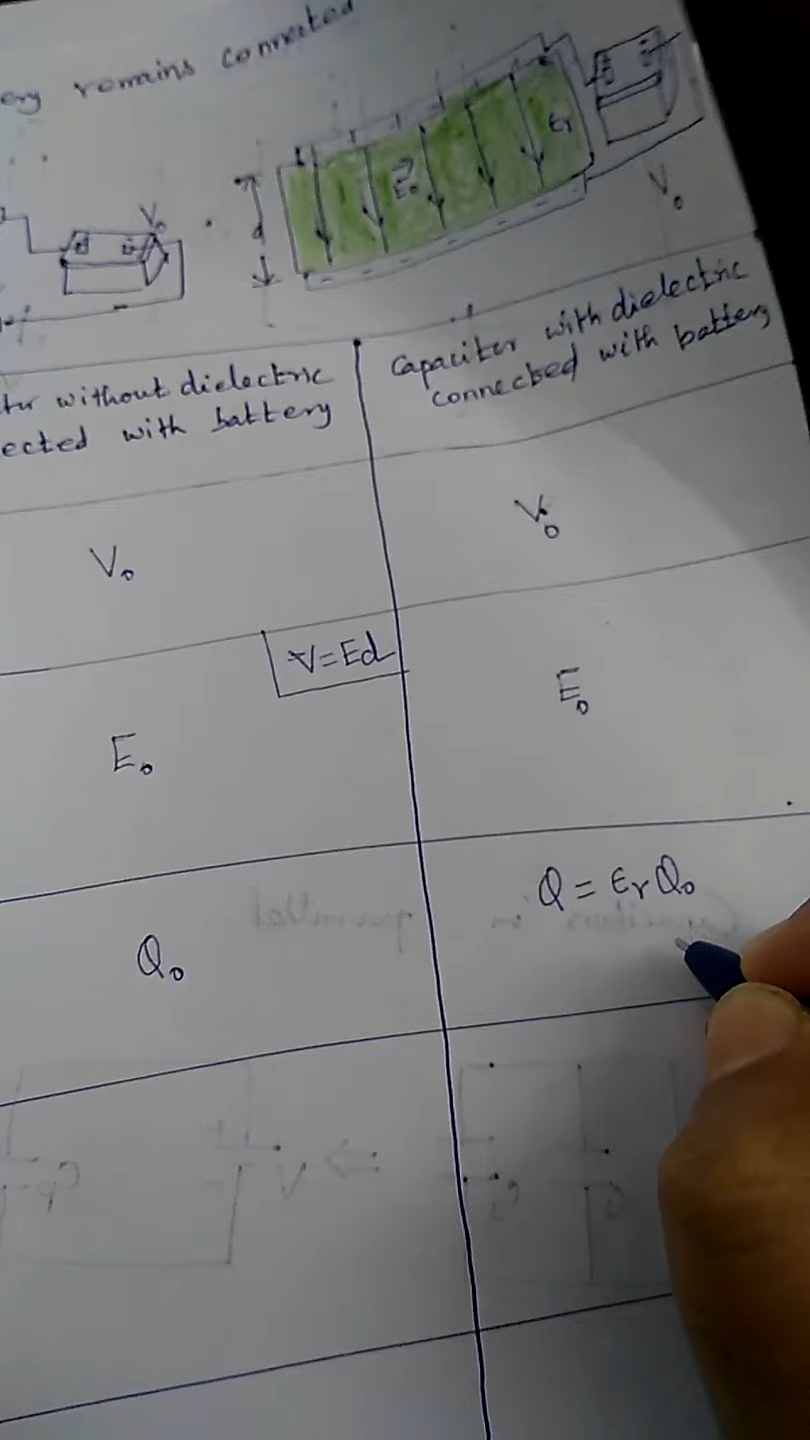 remains connected
V₀
d
E₀
εr
V₀
without dielectric
with battery
Capacitor with dielectric
connected with battery
V₀
V₀
V=Ed
E₀
E₀
Q = εrQ₀
Q₀